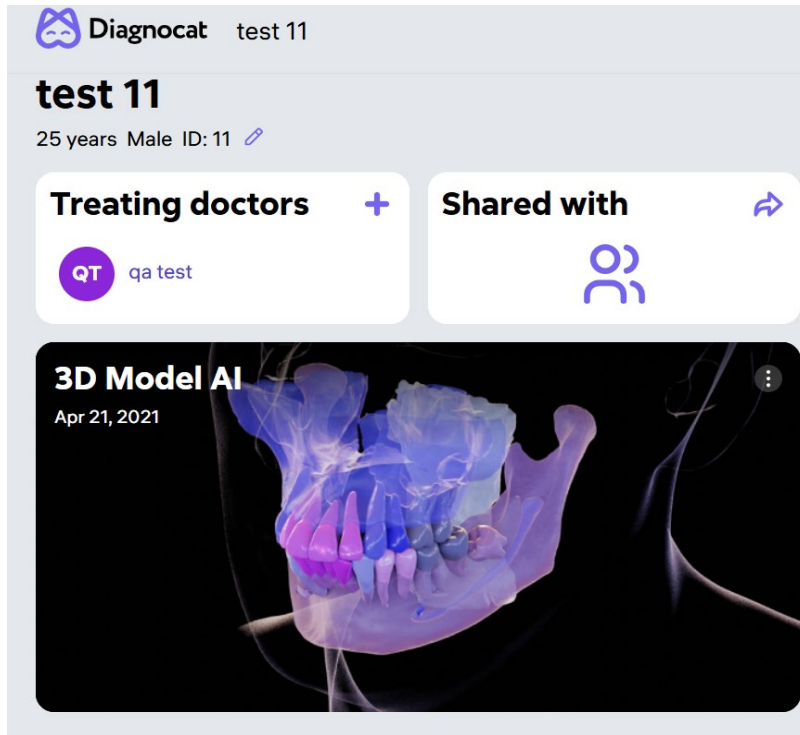 Diagnocat test 11
test 11
25 years Male ID: 11
Treating doctors +
QT qa test
Shared with
3D Model AI
Apr 21, 2021